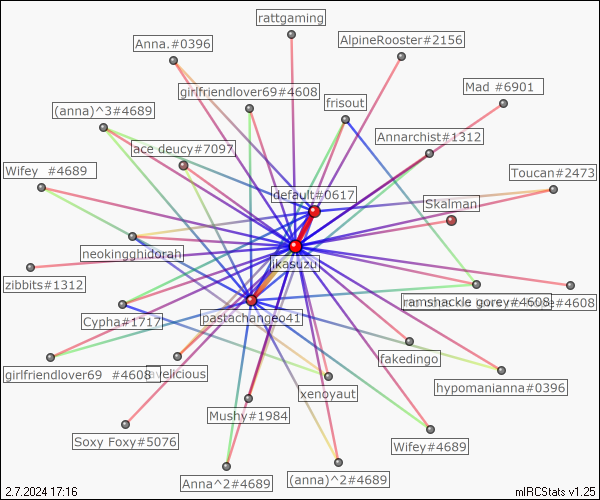 rattgaming
Anna.#0396
AlpineRooster#2156
girlfriendlover69#4608
Mad #6901
frisout
(anna)^3#4689
Annarchist#1312
ace deucy#7097
Wifey #4689
Toucan#2473
default#0617
Skalman
neokingghidorah
ikasuzu
zibbits#1312
ramshackle gorey#4608
#4608
Cypha#1717
pastachangeo41
fakedingo
girlfriendlover69 #4608
velicious
hypomanianna#0396
xenoyaut
Mushy#1984
Soxy Foxy#5076
Wifey#4689
Anna^2#4689
(anna)^2#4689
2.7.2024 17:16
mIRCStats v1.25